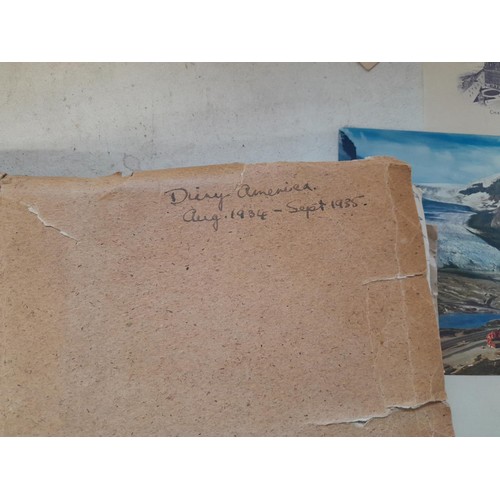 Diary America.
Aug. 1934 - Sept 1935.